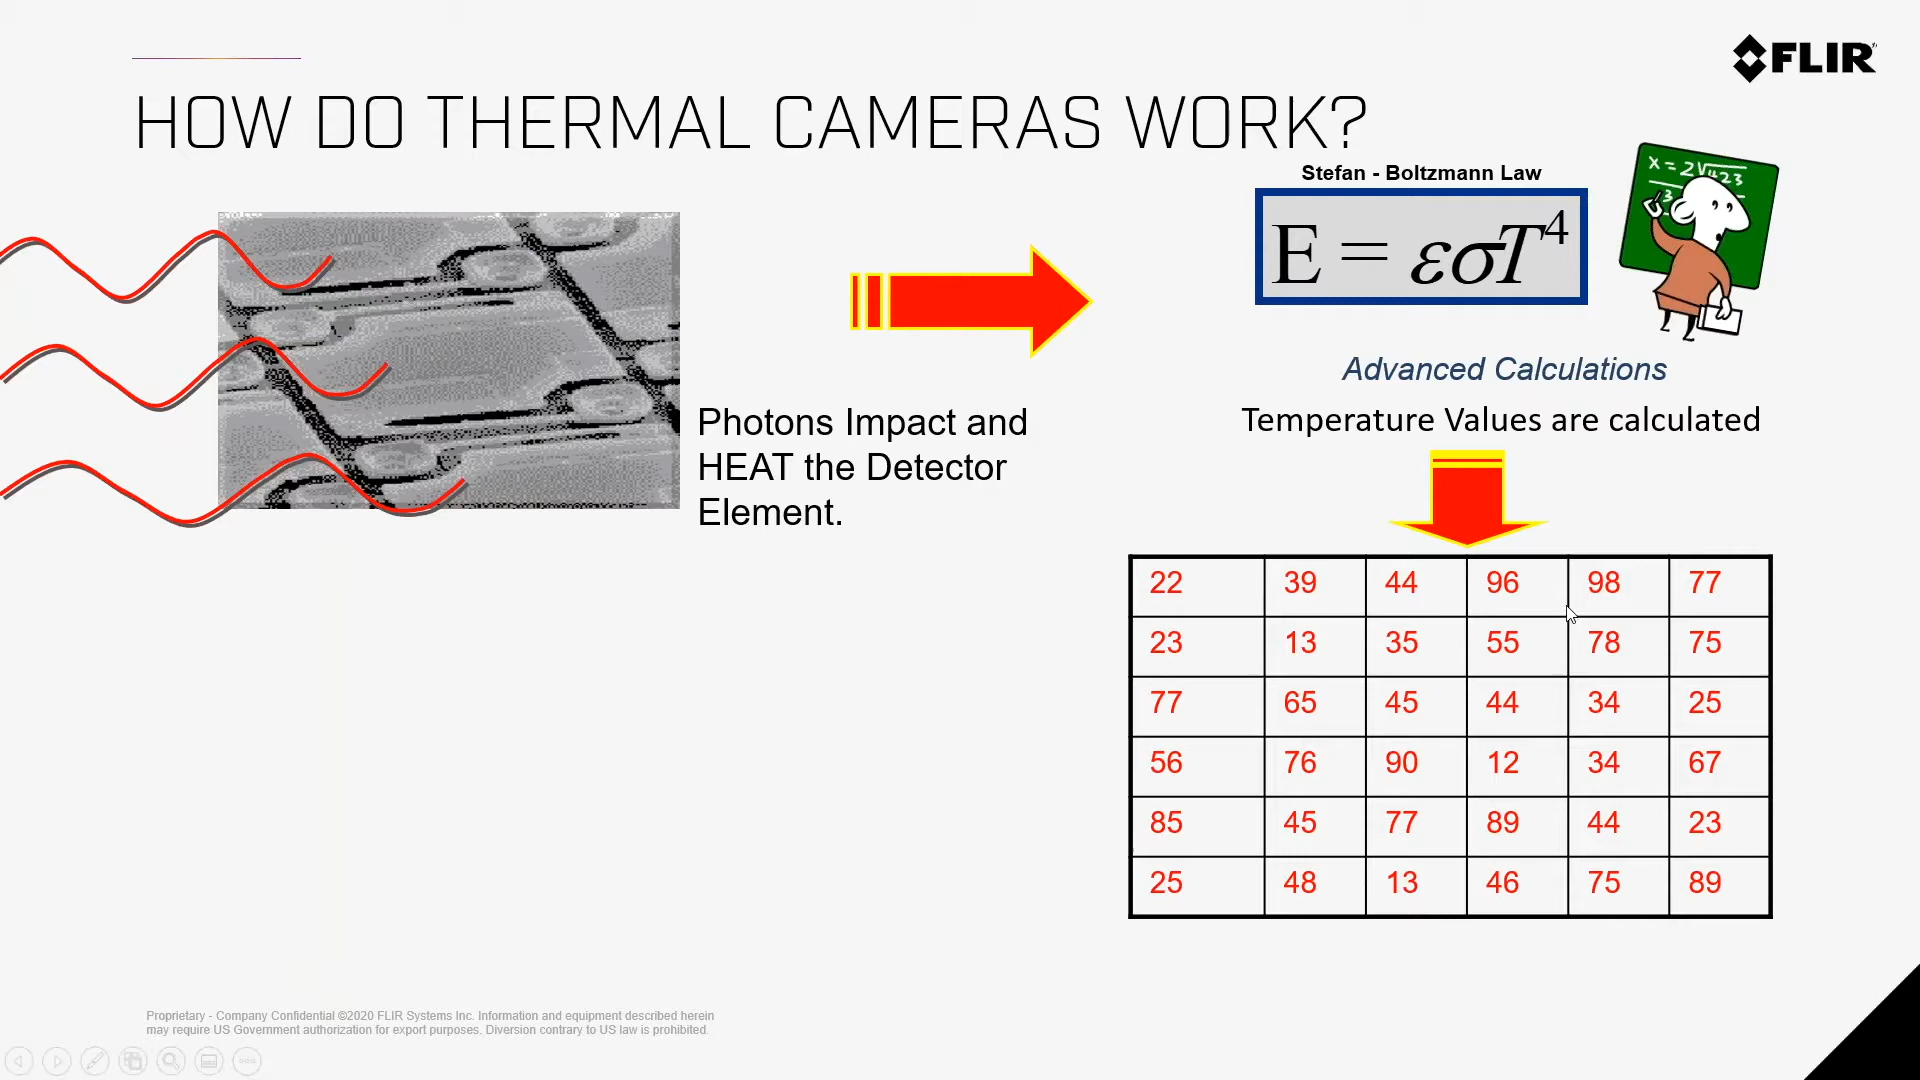 FLIR
HOW DO THERMAL CAMERAS WORK?
Stefan - Boltzmann Law
E = εσT⁴
x = 2√423
3
Advanced Calculations
Temperature Values are calculated
Photons Impact and
HEAT the Detector
Element.
22 39 44 96 98 77
23 13 35 55 78 75
77 65 45 44 34 25
56 76 90 12 34 67
85 45 77 89 44 23
25 48 13 46 75 89
Proprietary - Company Confidential ©2020 FLIR Systems Inc. Information and equipment described herein
may require US Government authorization for export purposes. Diversion contrary to US law is prohibited.